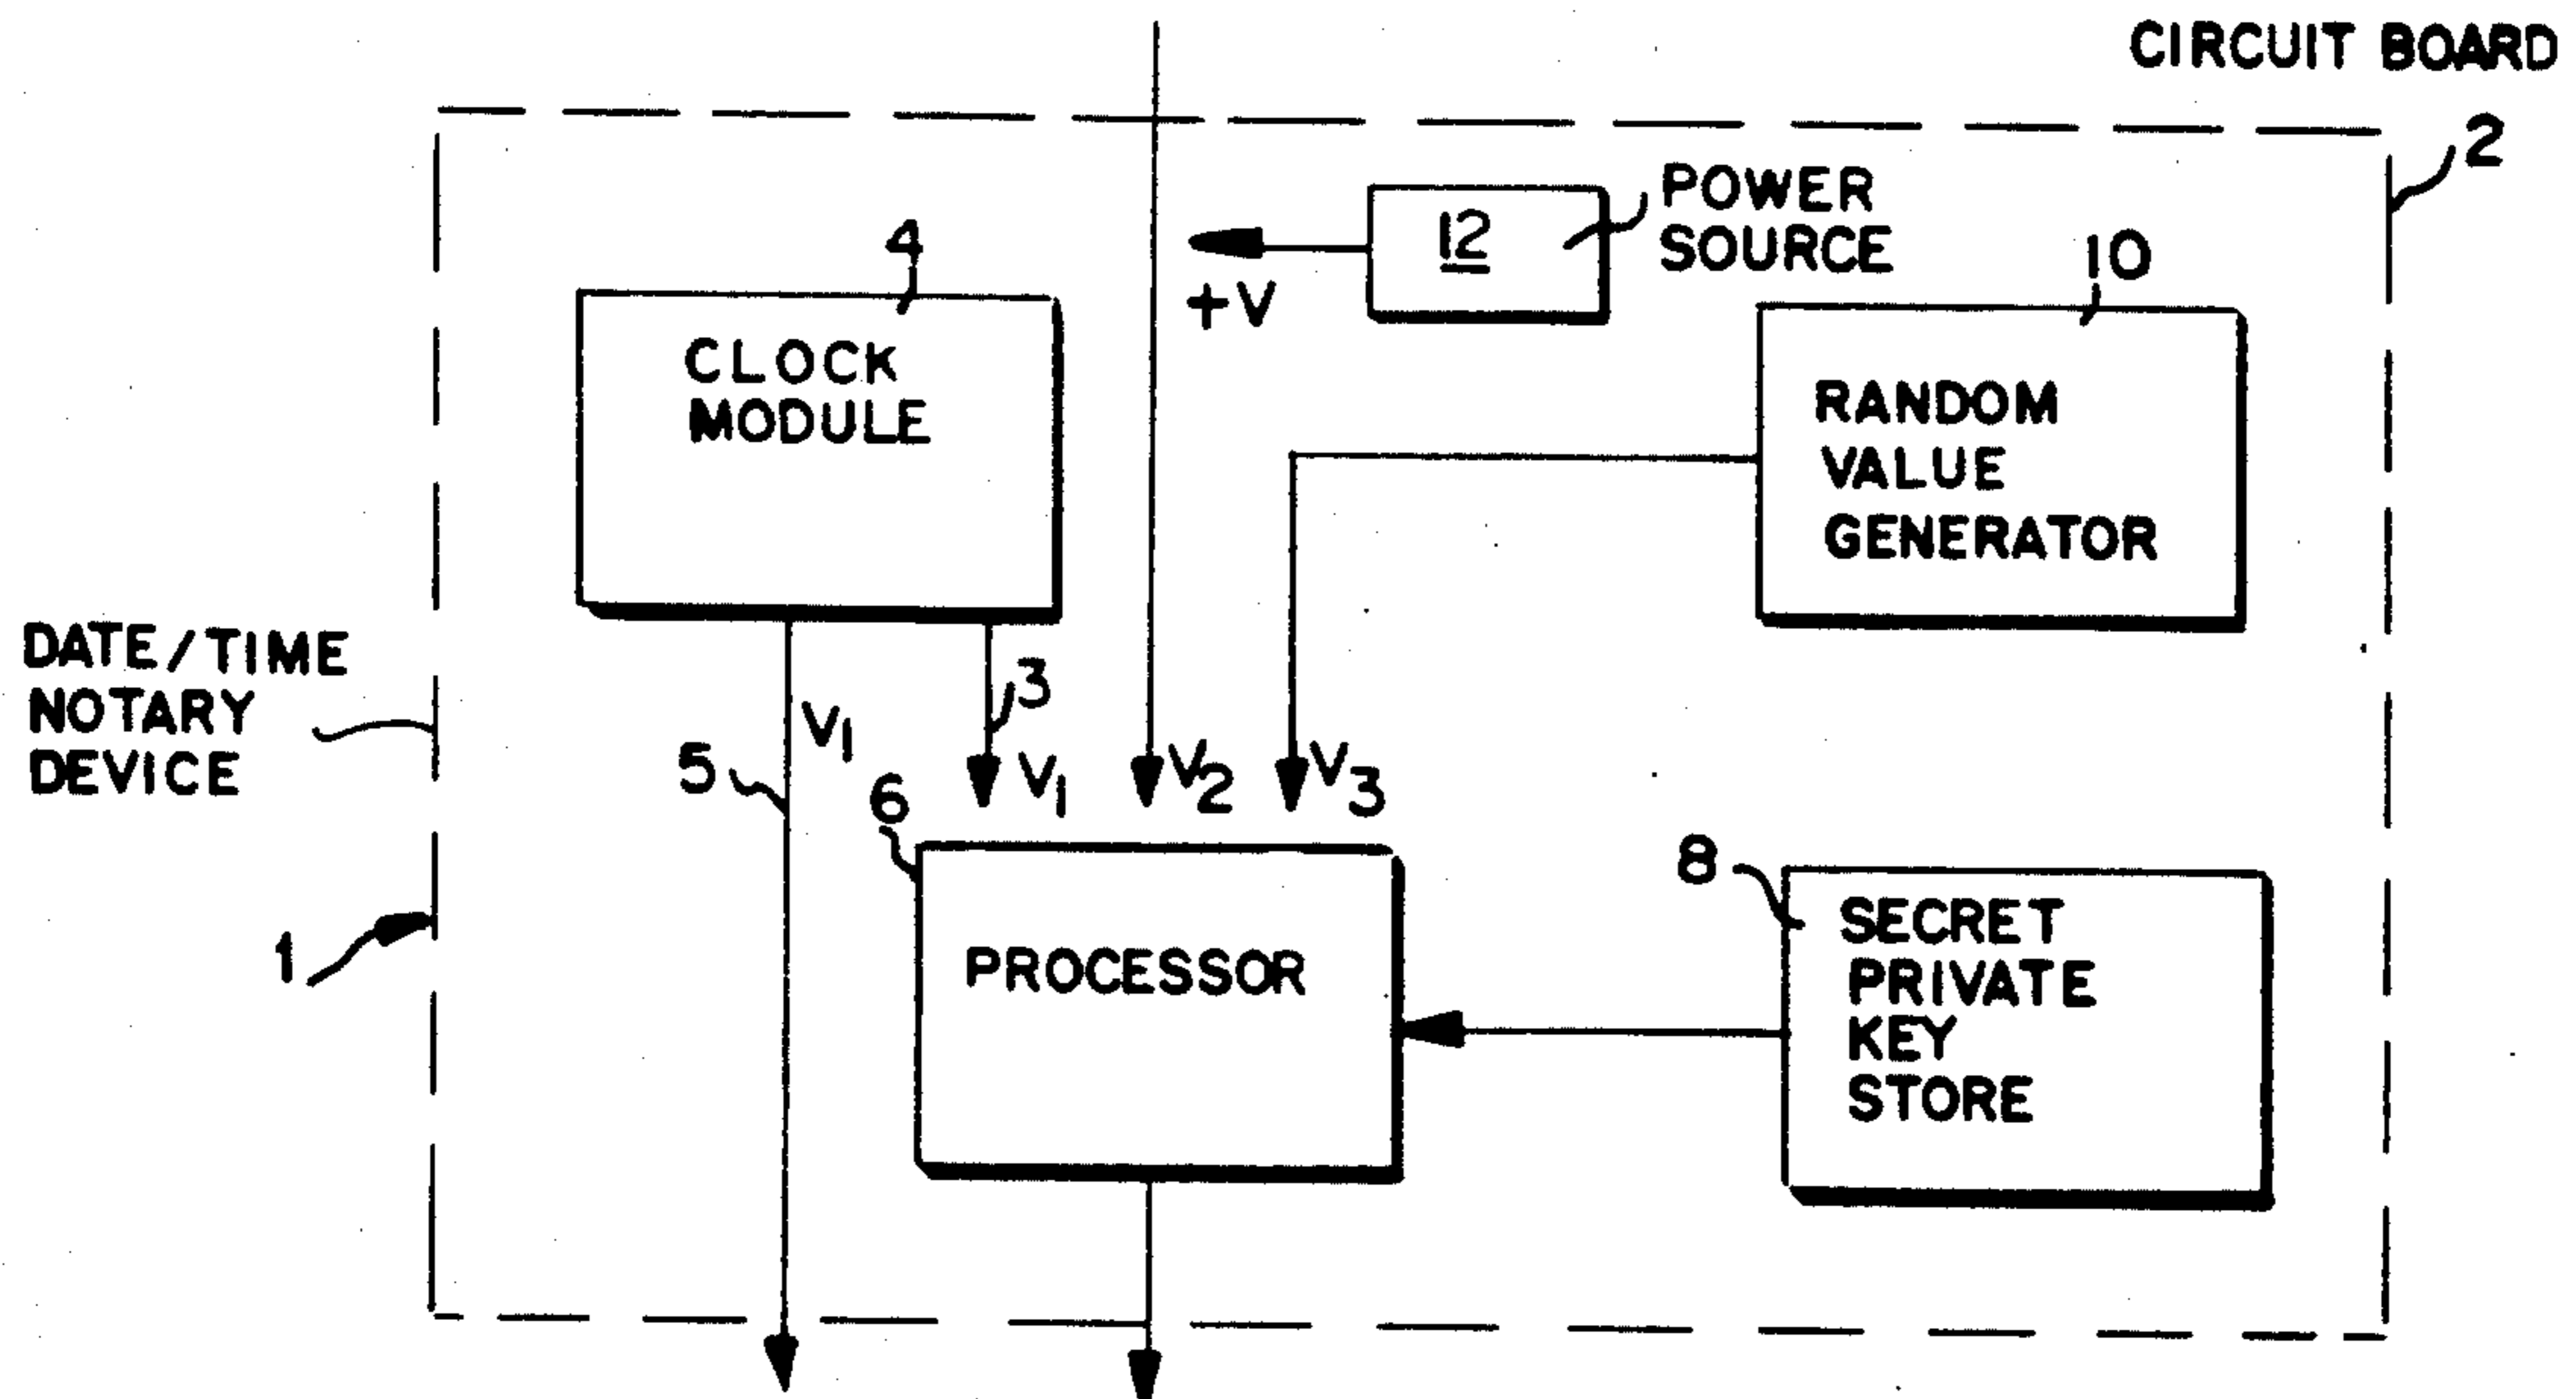 CIRCUIT BOARD
2
12
POWER
SOURCE
+V
4
CLOCK
MODULE
10
RANDOM
VALUE
GENERATOR
DATE/TIME
NOTARY
DEVICE
1
5
V1
3
V1
V2
V3
6
PROCESSOR
8
SECRET
PRIVATE
KEY
STORE